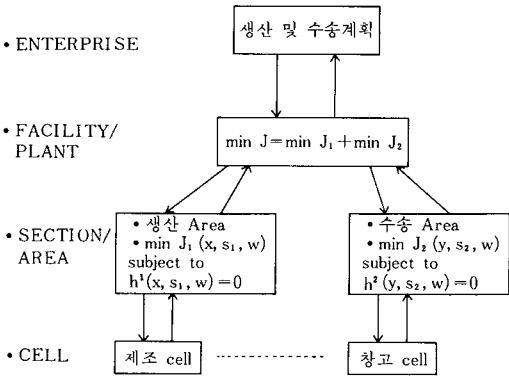 생산 및 수송계획
• ENTERPRISE
• FACILITY/
PLANT
min J=min J₁+min J₂
• SECTION/
AREA
• 생산 Area
• min J₁ (x, s₁, w)
subject to
h¹(x, s₁, w)=0
• 수송 Area
• min J₂ (y, s₂, w)
subject to
h²(y, s₂, w)=0
• CELL
제조 cell
창고 cell